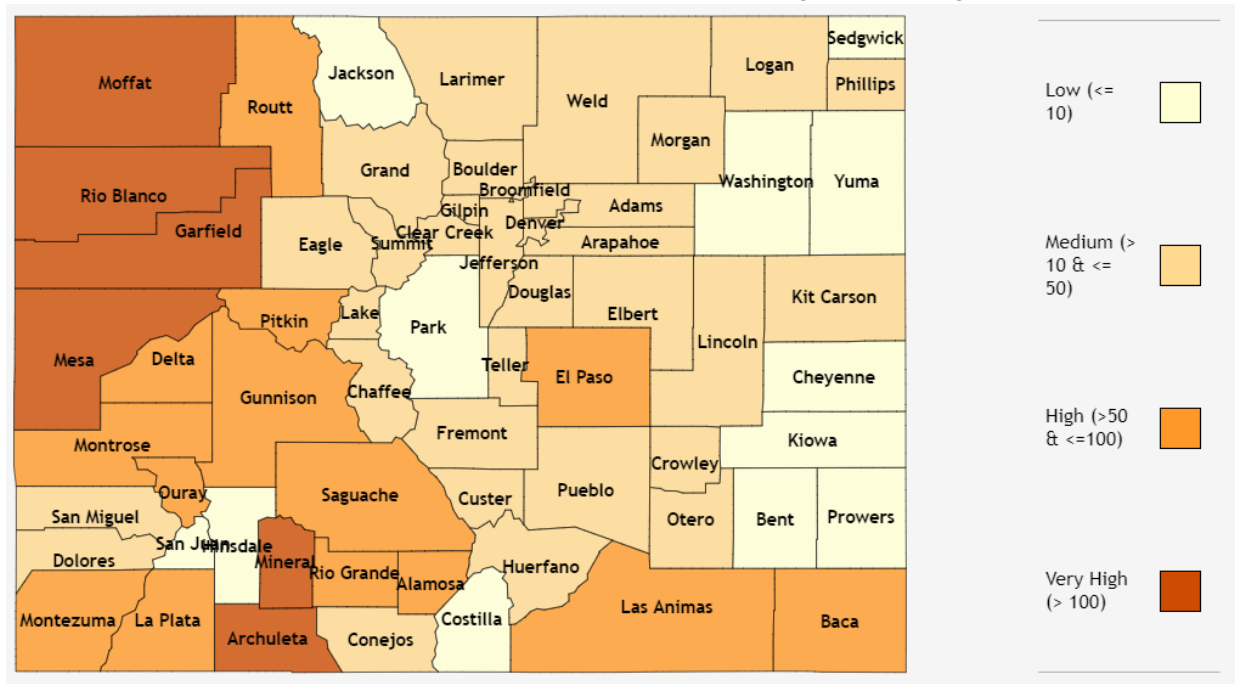 Sedgwick
Jackson
Larimer
Logan
Moffat
Phillips
Weld
Routt
Morgan
Grand
Boulder
Washington
Yuma
Broomfield
Rio Blanco
Gilpin
Adams
Denver
Garfield
Clear Creek
Eagle
Summit
Arapahoe
Jefferson
Douglas
Kit Carson
Pitkin
Lake
Elbert
Park
Lincoln
Mesa
Delta
Teller
El Paso
Cheyenne
Gunnison
Chaffee
Fremont
Kiowa
Montrose
Crowley
Ouray
Saguache
Custer
Pueblo
San Miguel
Otero
Bent
Prowers
San Juan
Hinsdale
Dolores
Mineral
Rio Grande
Alamosa
Huerfano
Montezuma
La Plata
Costilla
Las Animas
Baca
Archuleta
Conejos
Low (<=
10)
Medium (>
10 & <=
50)
High (>50
& <=100)
Very High
(> 100)